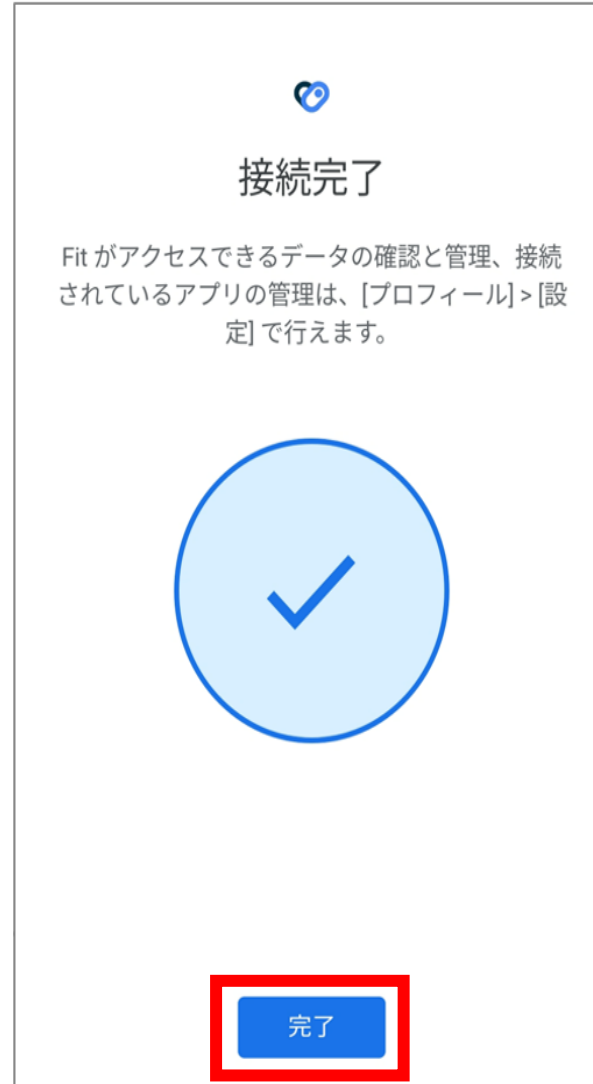 接続完了
Fit がアクセスできるデータの確認と管理、接続
されているアプリの管理は、[プロフィール] > [設
定] で行えます。
完了